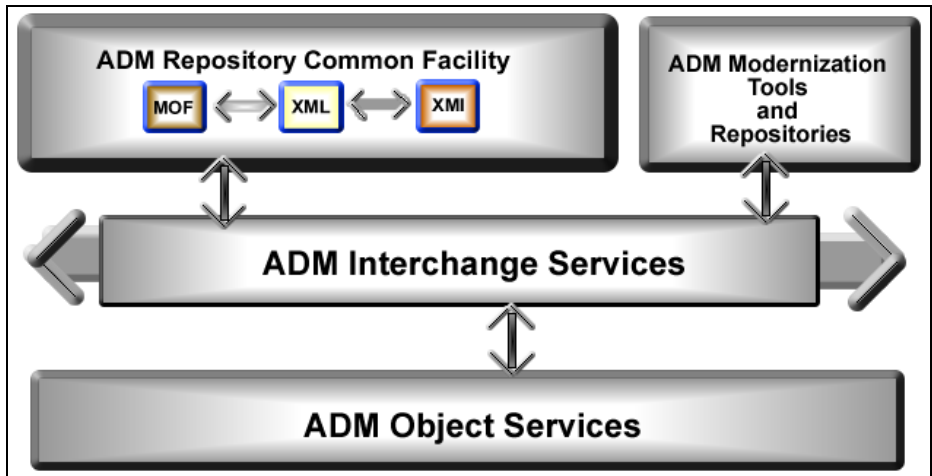 ADM Repository Common Facility
MOF XML XMI
ADM Modernization
Tools
and
Repositories
ADM Interchange Services
ADM Object Services